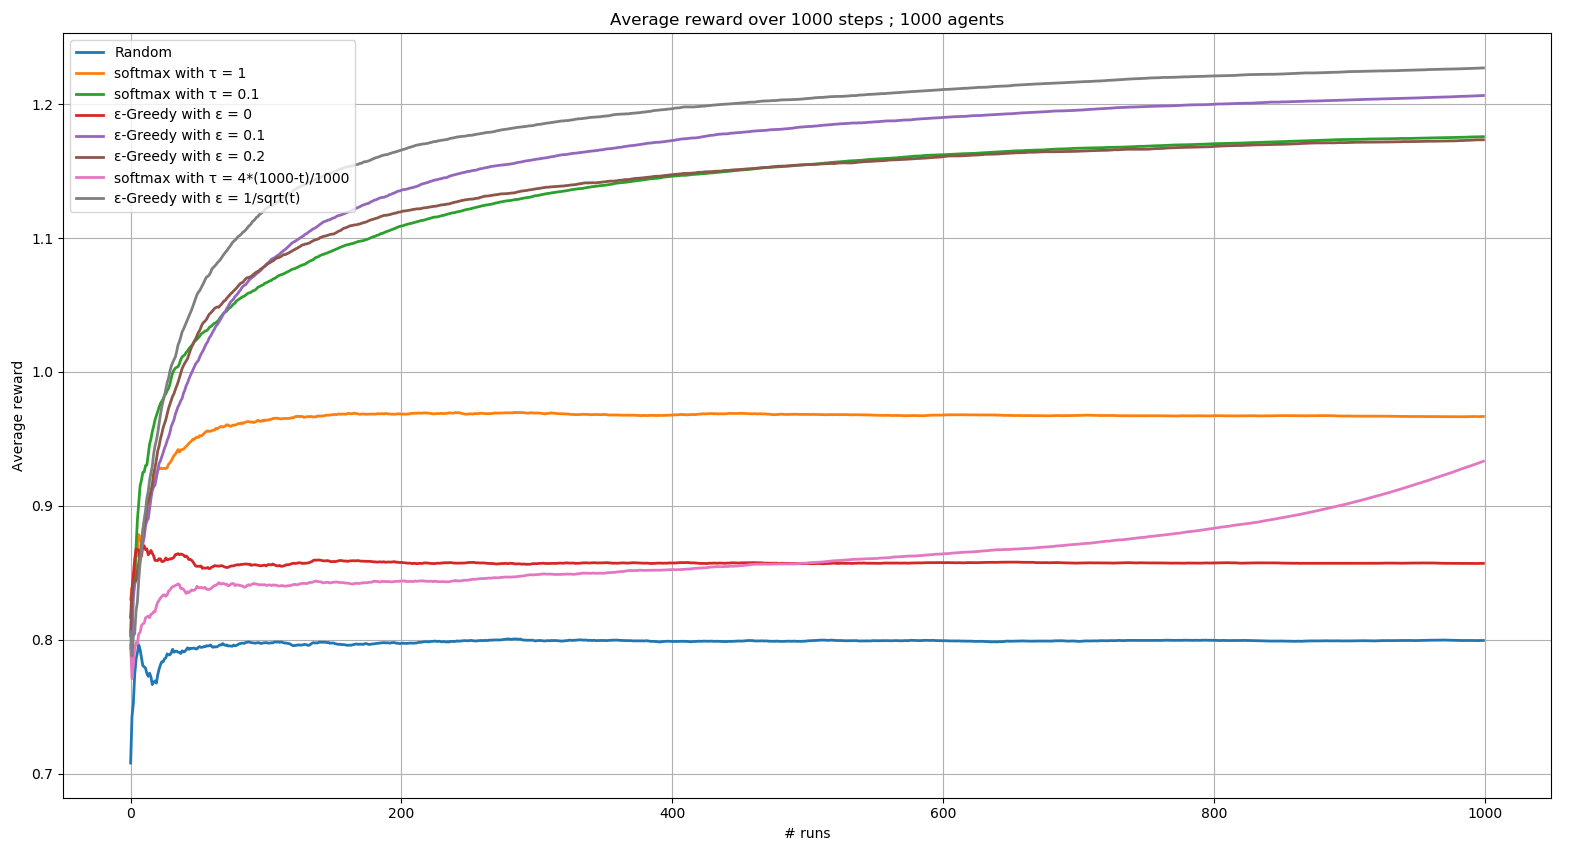 Average reward over 1000 steps ; 1000 agents
Random
softmax with τ = 1
softmax with τ = 0.1
ε-Greedy with ε = 0
ε-Greedy with ε = 0.1
ε-Greedy with ε = 0.2
softmax with τ = 4*(1000-t)/1000
ε-Greedy with ε = 1/sqrt(t)
Average reward
1.2
1.1
1.0
0.9
0.8
0.7
0 200 400 600 800 1000
# runs